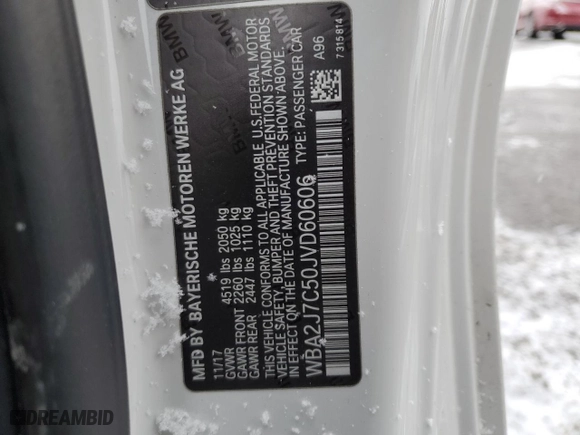 MFD BY BAYERISCHE MOTOREN WERKE AG
11/17
GVWR 4519 lbs 2050 kg
GAWR FRONT 2260 lbs 1025 kg
GAWR REAR 2447 lbs 1110 kg
THIS VEHICLE CONFORMS TO ALL APPLICABLE U.S. FEDERAL MOTOR
VEHICLE SAFETY, BUMPER AND THEFT PREVENTION STANDARDS
IN EFFECT ON THE DATE OF MANUFACTURE SHOWN ABOVE.
WBA2J7C50JVD60606 TYPE: PASSENGER CAR
A96
7 315 814
BMW
BMW
BMW
© DREAMBID